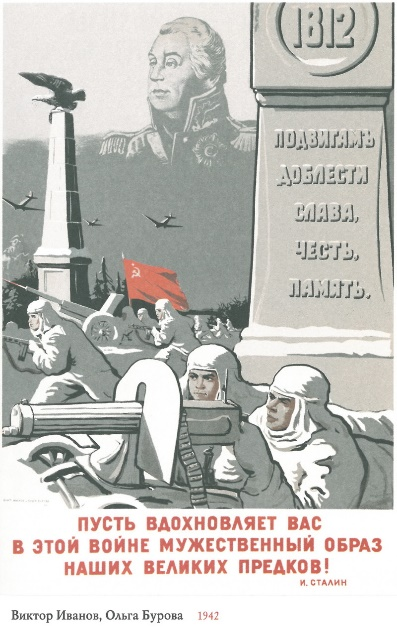 1812
ПОДВИГАМЪ
ДОБЛЕСТИ
СЛАВА,
ЧЕСТЬ,
ПАМЯТЬ.
ПУСТЬ ВДОХНОВЛЯЕТ ВАС
В ЭТОЙ ВОЙНЕ МУЖЕСТВЕННЫЙ ОБРАЗ
НАШИХ ВЕЛИКИХ ПРЕДКОВ!
И. СТАЛИН
Виктор Иванов, Ольга Бурова 1942